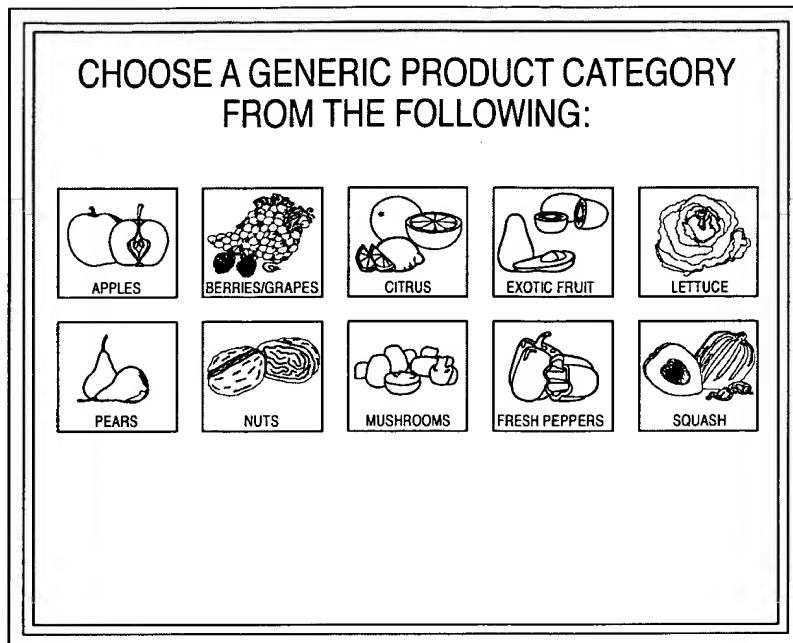 CHOOSE A GENERIC PRODUCT CATEGORY
FROM THE FOLLOWING:
APPLES
BERRIES/GRAPES
CITRUS
EXOTIC FRUIT
LETTUCE
PEARS
NUTS
MUSHROOMS
FRESH PEPPERS
SQUASH